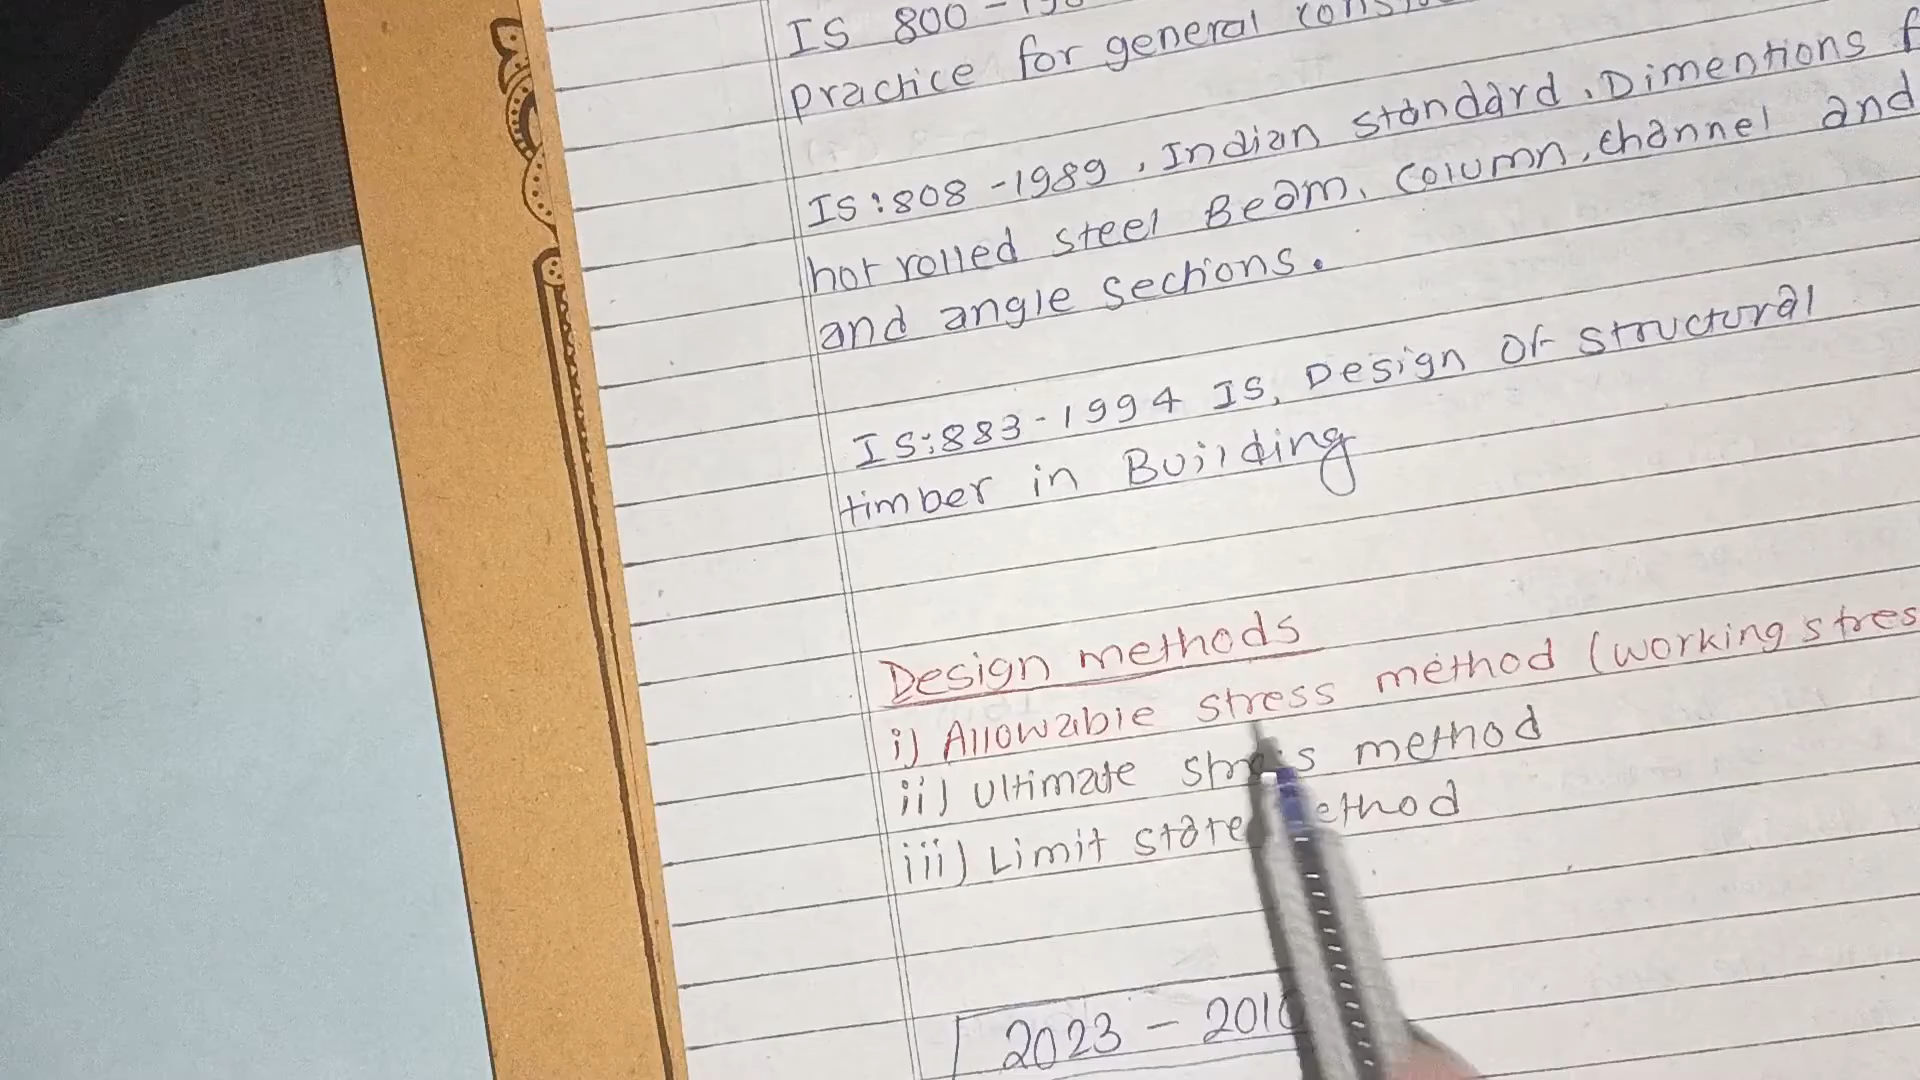 IS 800 -
practice for general
IS:808 -1989, Indian standard, Dimentions
hot rolled steel Beam, column, channel and
and angle sections.
IS:883-1994 IS, Design of structural
timber in Building
Design methods
i) Allowable stress method (working
ii) Ultimate stress method
iii) Limit state
2023 -